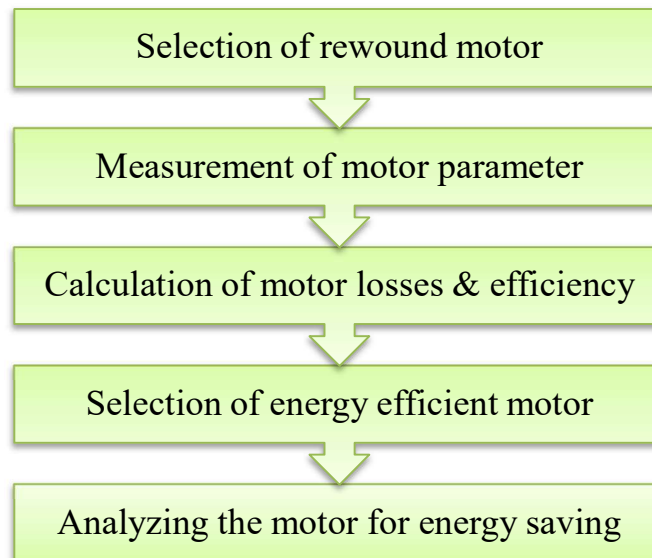 Selection of rewound motor
Measurement of motor parameter
Calculation of motor losses & efficiency
Selection of energy efficient motor
Analyzing the motor for energy saving